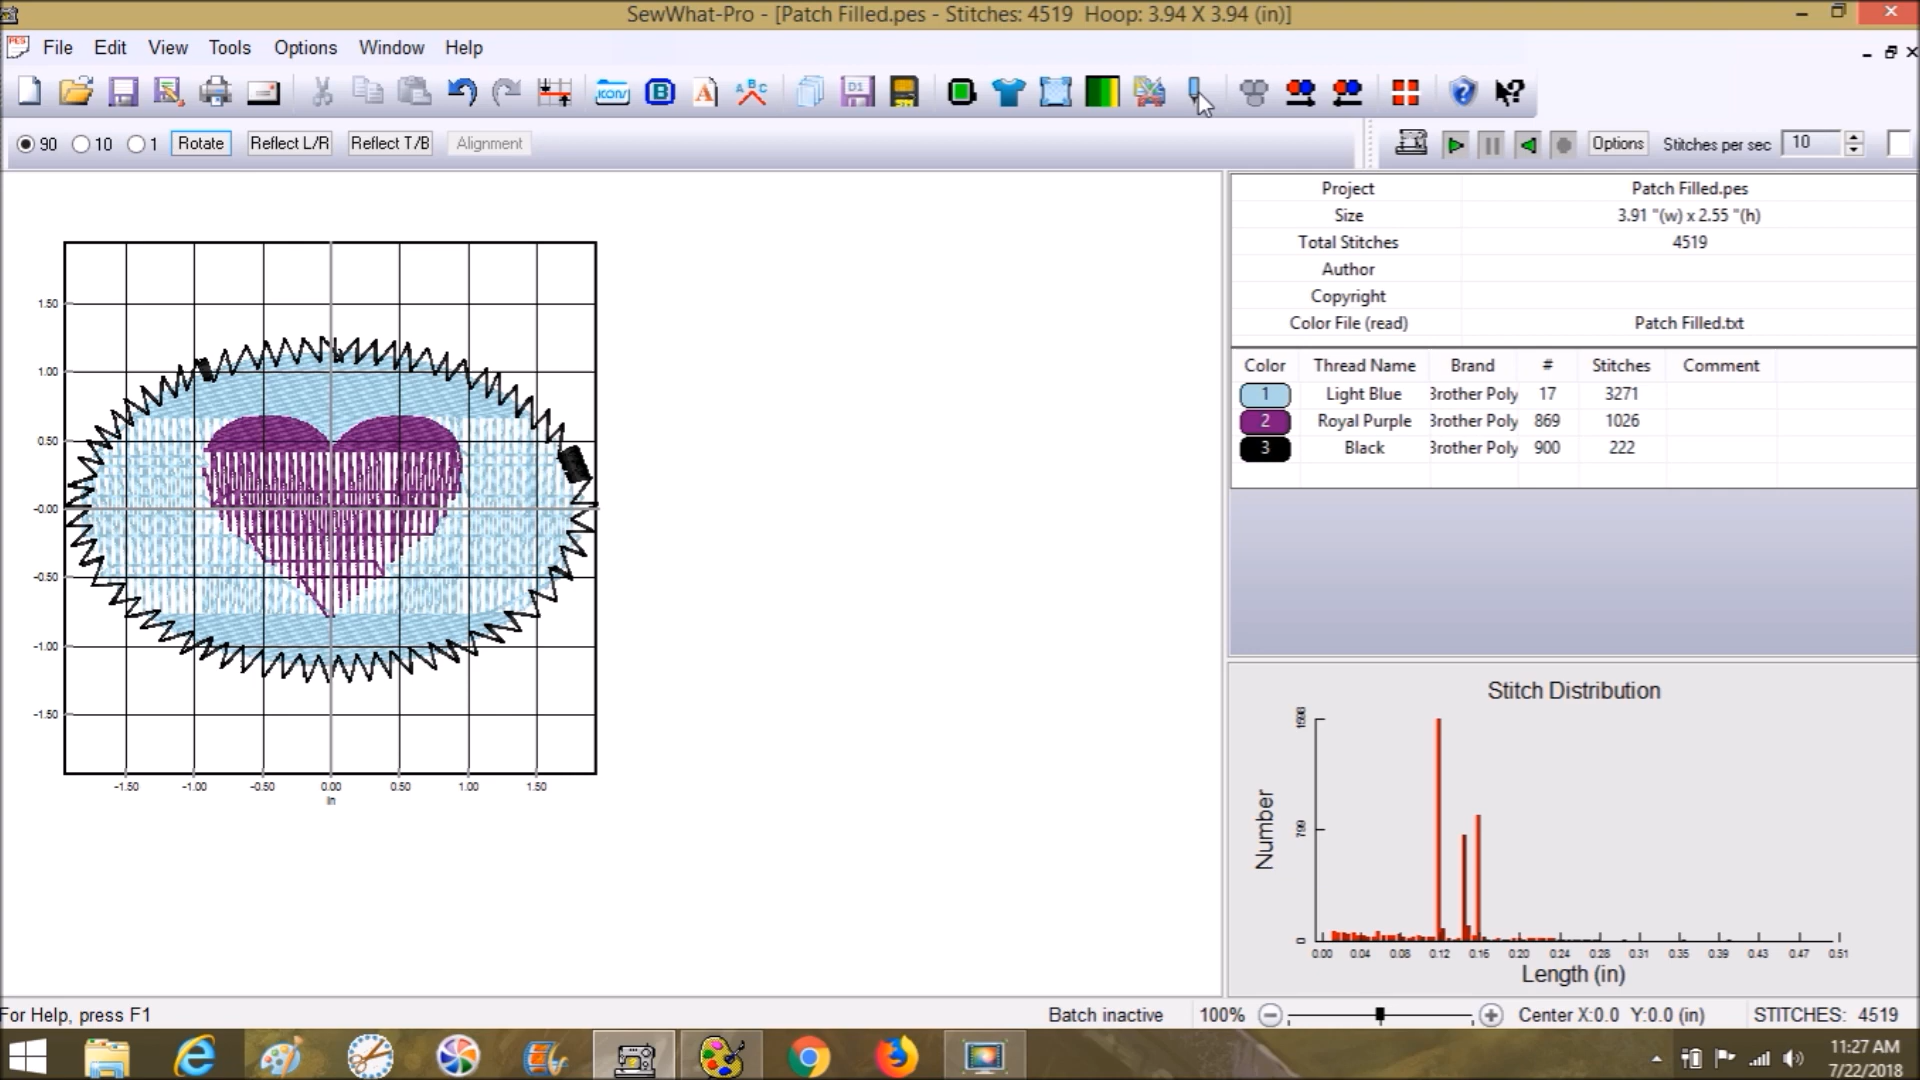 SewWhat-Pro - [Patch Filled.pes - Stitches: 4519 Hoop: 3.94 X 3.94 (in)]
PES File Edit View Tools Options Window Help
ICON B A ABC D1
90 10 1 Rotate Reflect L/R Reflect T/B Alignment Options Stitches per sec 10
Project Patch Filled.pes
Size 3.91 "(w) x 2.55 "(h)
Total Stitches 4519
Author
Copyright
Color File (read) Patch Filled.txt
Color Thread Name Brand # Stitches Comment
1 Light Blue Brother Poly 17 3271
2 Royal Purple Brother Poly 869 1026
3 Black Brother Poly 900 222
1.50
1.00
0.50
-0.00
-0.50
-1.00
-1.50
-1.50 -1.00 -0.50 0.00 0.50 1.00 1.50
in
Stitch Distribution
Number
799
0
0.00 0.04 0.08 0.12 0.16 0.20 0.24 0.28 0.31 0.35 0.39 0.43 0.47 0.51
Length (in)
For Help, press F1 Batch inactive 100% Center X:0.0 Y:0.0 (in) STITCHES: 4519
11:27 AM
7/22/2018